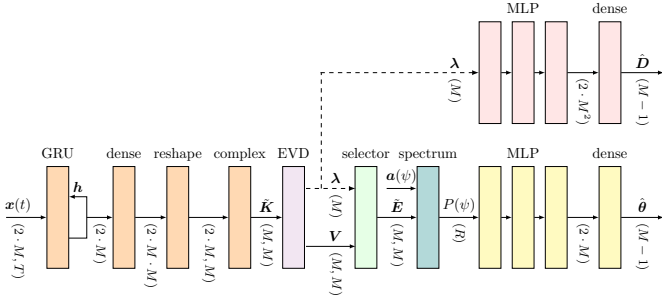 MLP dense
λ (M) (2 · M²) D̂ (M − 1)
GRU dense reshape complex EVD selector spectrum MLP dense
x(t) (2 · M, T) h (2 · M) (2 · M · M) (2 · M, M) K̃ (M, M)
λ (M)
V (M, M)
a(ψ)
Ẽ (M, M)
P(ψ) (R)
(2 · M)
θ̂ (M − 1)